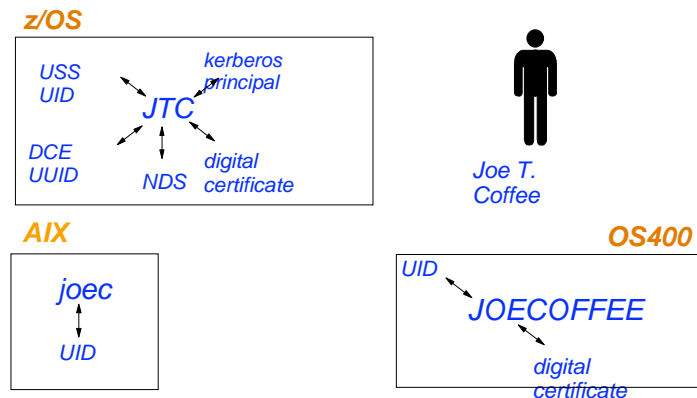 z/OS
USS
UID
kerberos
principal
JTC
DCE
UUID
NDS
digital
certificate
Joe T.
Coffee
AIX
joec
UID
OS400
UID
JOECOFFEE
digital
certificate